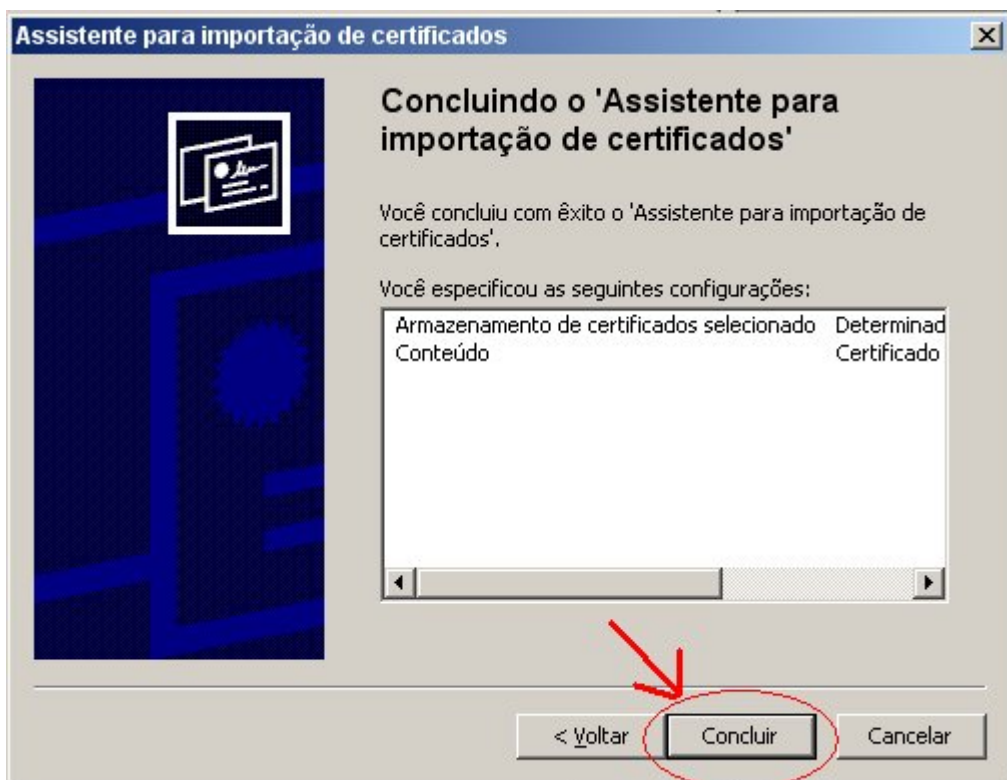 Assistente para importação de certificados
Concluindo o 'Assistente para
importação de certificados'
Você concluiu com êxito o 'Assistente para importação de
certificados'.
Você especificou as seguintes configurações:
Armazenamento de certificados selecionado Determinad
Conteúdo Certificado
< Voltar Concluir Cancelar